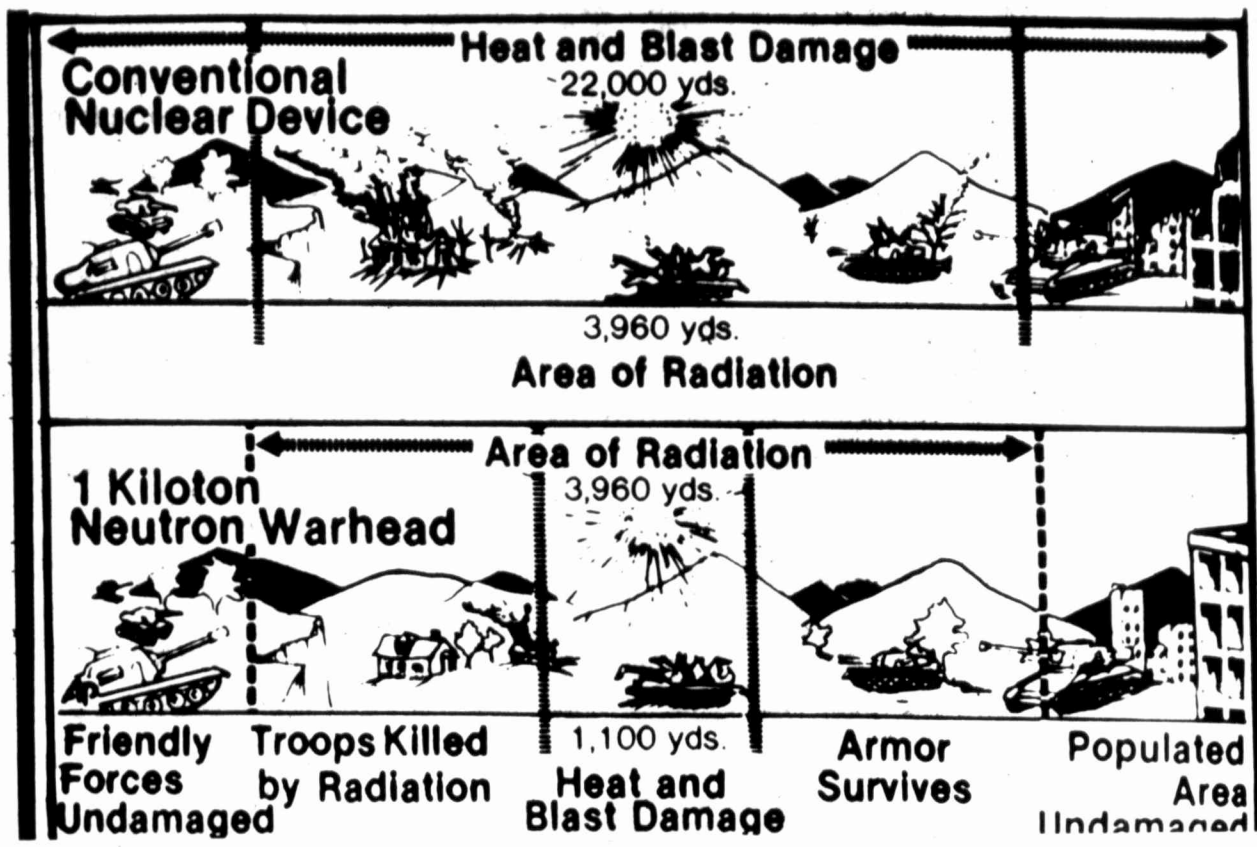 Heat and Blast Damage
22,000 yds.
Conventional
Nuclear Device
3,960 yds.
Area of Radiation
Area of Radiation
3,960 yds.
1 Kiloton
Neutron Warhead
Friendly
Forces
Undamaged
Troops Killed
by Radiation
1,100 yds.
Heat and
Blast Damage
Armor
Survives
Populated
Area
Undamaged